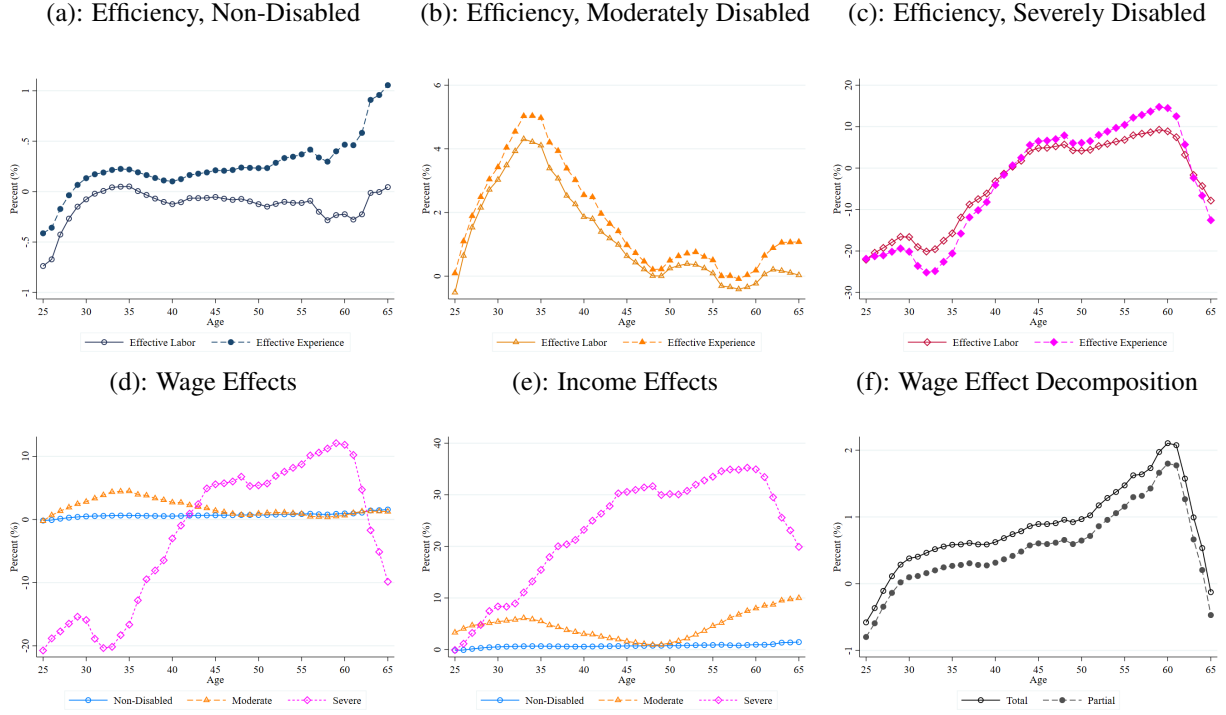 (a): Efficiency, Non-Disabled
(b): Efficiency, Moderately Disabled
(c): Efficiency, Severely Disabled
Percent (%)
1
.5
0
-.5
-1
25 30 35 40 45 50 55 60 65
Age
Effective Labor Effective Experience
Percent (%)
6
4
2
0
25 30 35 40 45 50 55 60 65
Age
Effective Labor Effective Experience
Percent (%)
20
10
0
-10
-20
-30
25 30 35 40 45 50 55 60 65
Age
Effective Labor Effective Experience
(d): Wage Effects
(e): Income Effects
(f): Wage Effect Decomposition
Percent (%)
10
0
-10
-20
25 30 35 40 45 50 55 60 65
Age
Non-Disabled Moderate Severe
Percent (%)
40
30
20
10
0
25 30 35 40 45 50 55 60 65
Age
Non-Disabled Moderate Severe
Percent (%)
2
1
0
-1
25 30 35 40 45 50 55 60 65
Age
Total Partial